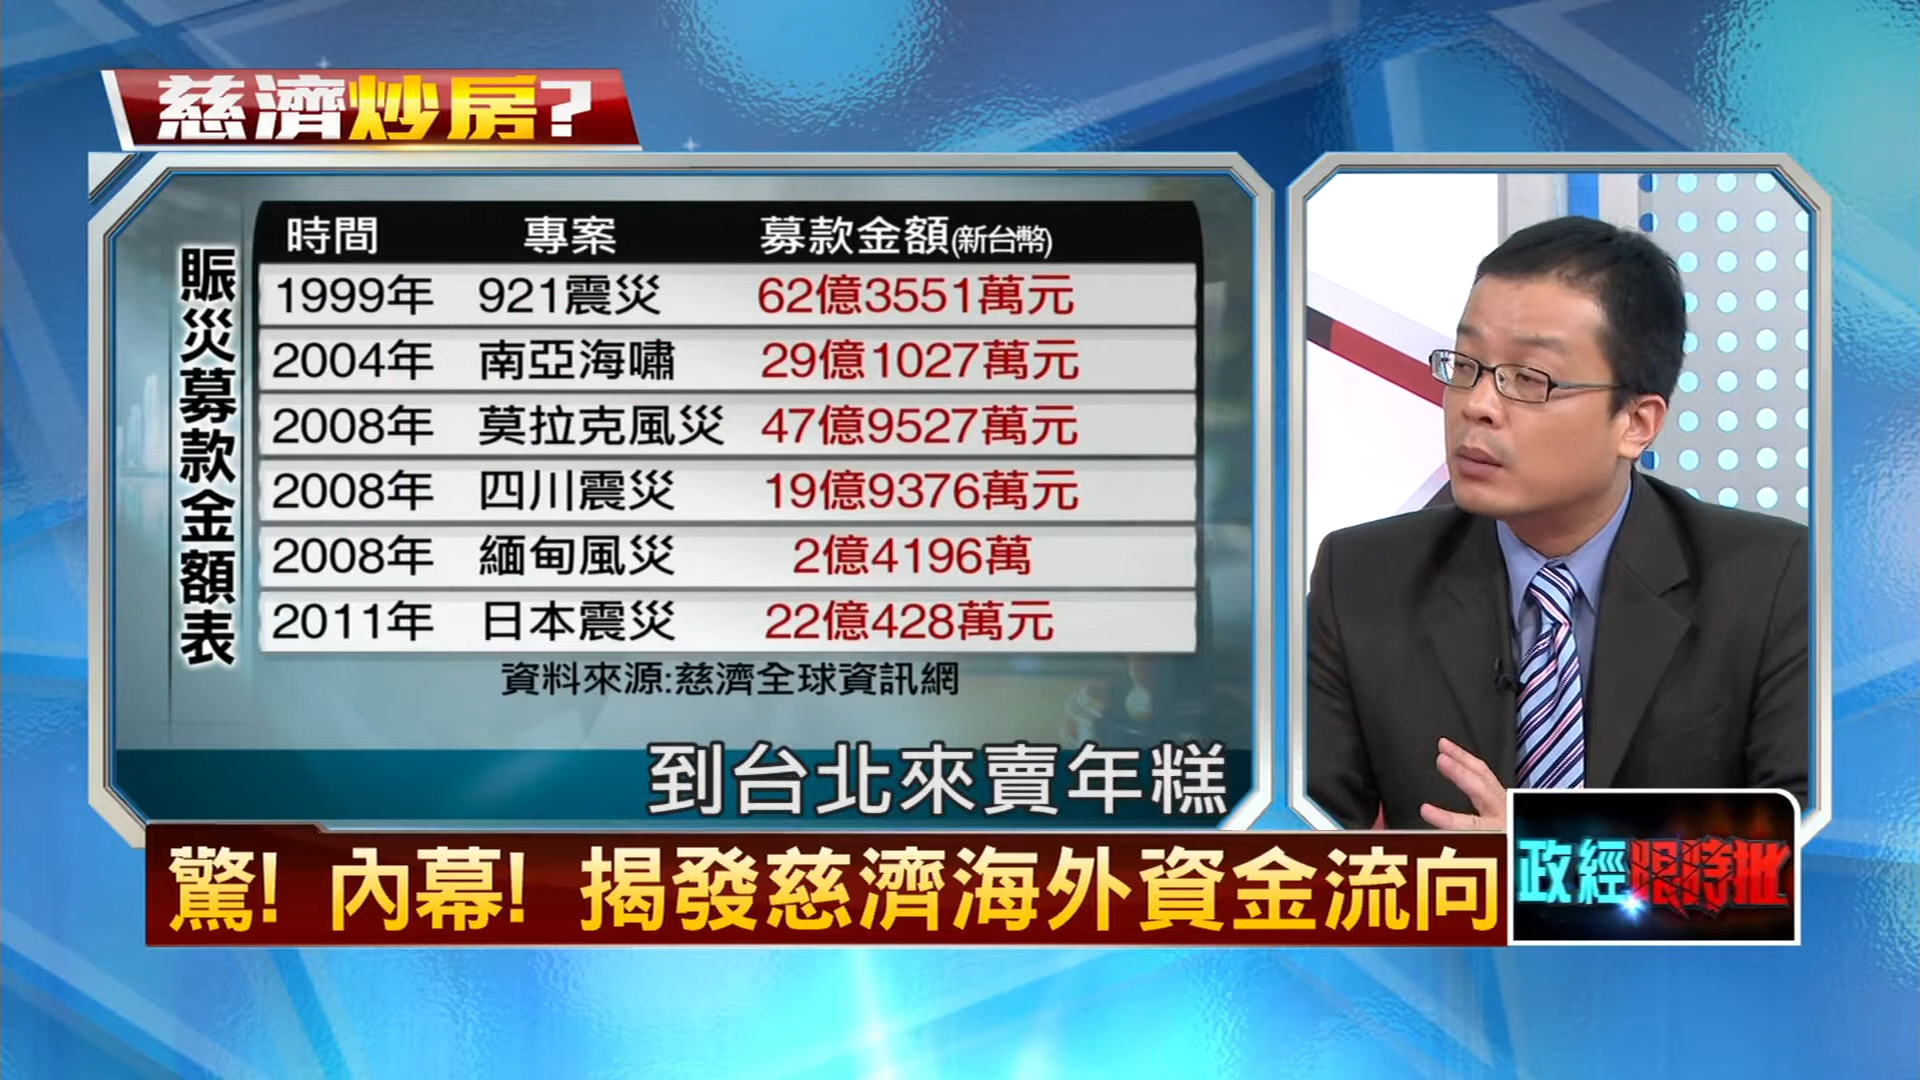 慈濟炒房?
賑災募款金額表
時間 專案 募款金額(新台幣)
1999年 921震災 62億3551萬元
2004年 南亞海嘯 29億1027萬元
2008年 莫拉克風災 47億9527萬元
2008年 四川震災 19億9376萬元
2008年 緬甸風災 2億4196萬
2011年 日本震災 22億428萬元
資料來源:慈濟全球資訊網
到台北來賣年糕
驚! 內幕! 揭發慈濟海外資金流向
政經眼待批